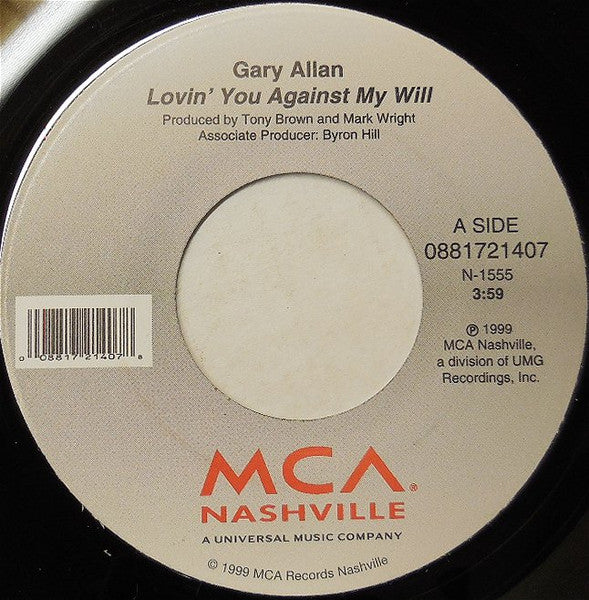 Gary Allan
Lovin' You Against My Will
Produced by Tony Brown and Mark Wright
Associate Producer: Byron Hill
A SIDE
0881721407
N-1555
3:59
℗ 1999
MCA Nashville,
a division of UMG
Recordings, Inc.
0 08817 21407 8
MCA®
NASHVILLE
A UNIVERSAL MUSIC COMPANY
© 1999 MCA Records Nashville